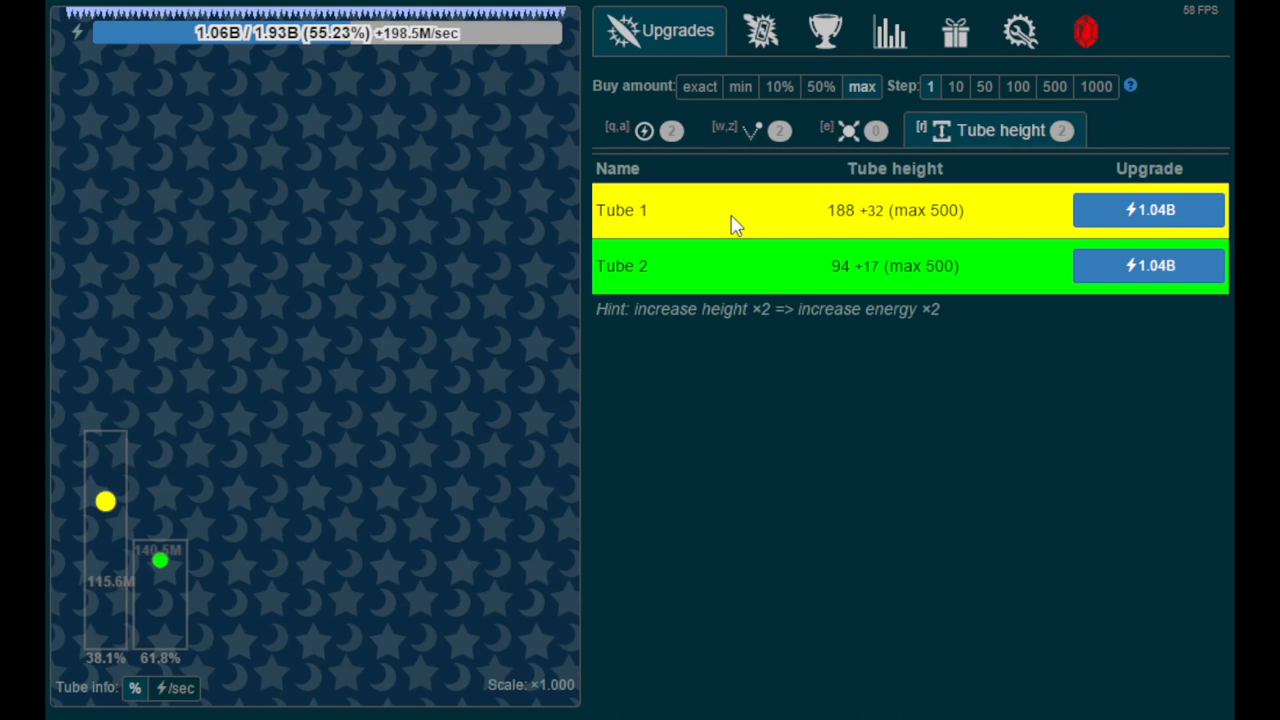 58 FPS
1.06B / 1.93B (55.23%) +198.5M/sec
Upgrades
Buy amount: exact min 10% 50% max Step: 1 10 50 100 500 1000 ?
[q,a] 2 [w,z] 2 [e] 0 [r] Tube height 2
Name Tube height Upgrade
Tube 1 188 +32 (max 500) 1.04B
Tube 2 94 +17 (max 500) 1.04B
Hint: increase height ×2 => increase energy ×2
140.5M
115.6M
38.1% 61.8%
Tube info: % /sec Scale: ×1.000